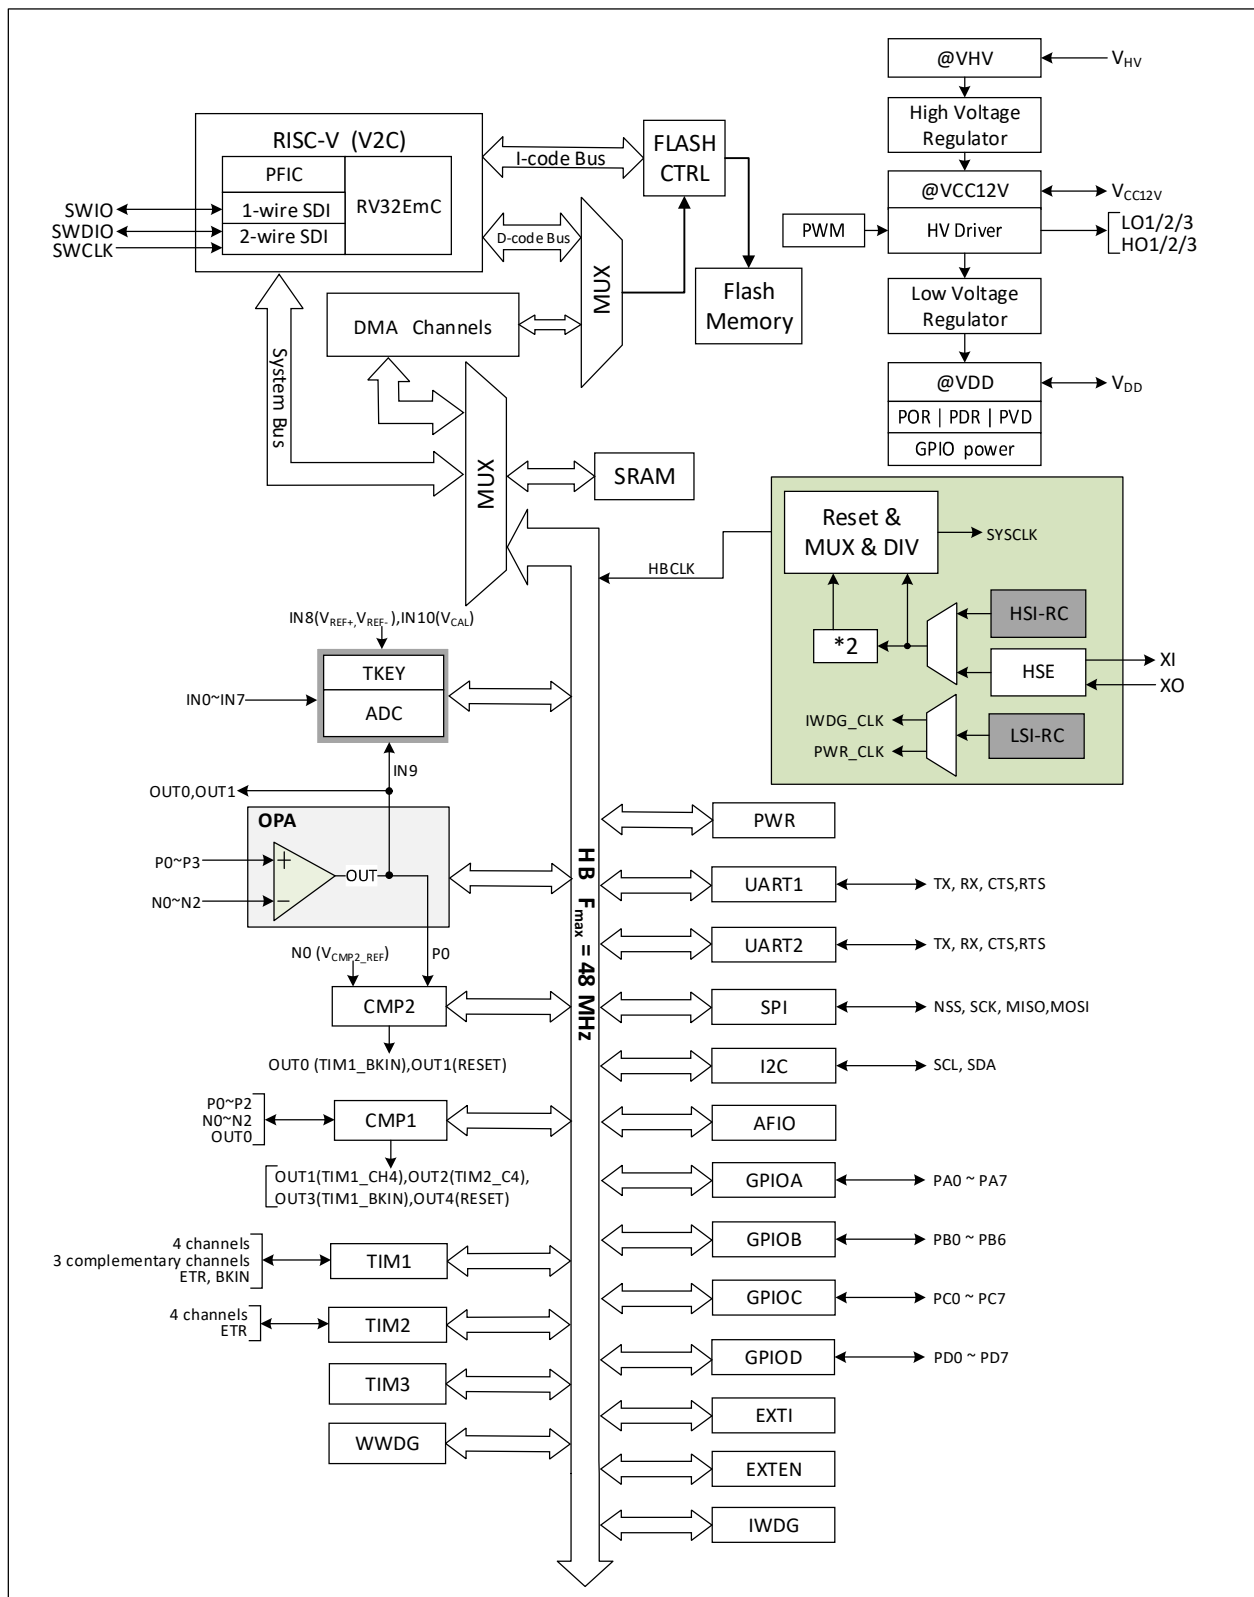 @VHV
VHV
High Voltage
Regulator
@VCC12V
VCC12V
PWM
HV Driver
LO1/2/3
HO1/2/3
Low Voltage
Regulator
@VDD
VDD
POR | PDR | PVD
GPIO power
RISC-V (V2C)
PFIC
1-wire SDI
2-wire SDI
RV32EmC
SWIO
SWDIO
SWCLK
I-code Bus
FLASH
CTRL
D-code Bus
MUX
Flash
Memory
DMA Channels
System Bus
MUX
SRAM
Reset &
MUX & DIV
SYSCLK
HBCLK
HSI-RC
*2
HSE
XI
XO
IWDG_CLK
PWR_CLK
LSI-RC
IN8(VREF+,VREF-),IN10(VCAL)
TKEY
ADC
IN0~IN7
IN9
OUT0,OUT1
OPA
P0~P3
+
OUT
N0~N2
−
N0 (VCMP2_REF)
P0
CMP2
OUT0 (TIM1_BKIN),OUT1(RESET)
P0~P2
N0~N2
OUT0
CMP1
OUT1(TIM1_CH4),OUT2(TIM2_C4),
OUT3(TIM1_BKIN),OUT4(RESET)
4 channels
3 complementary channels
ETR, BKIN
TIM1
4 channels
ETR
TIM2
TIM3
WWDG
HB Fmax = 48 MHz
PWR
UART1
TX, RX, CTS,RTS
UART2
TX, RX, CTS,RTS
SPI
NSS, SCK, MISO,MOSI
I2C
SCL, SDA
AFIO
GPIOA
PA0 ~ PA7
GPIOB
PB0 ~ PB6
GPIOC
PC0 ~ PC7
GPIOD
PD0 ~ PD7
EXTI
EXTEN
IWDG